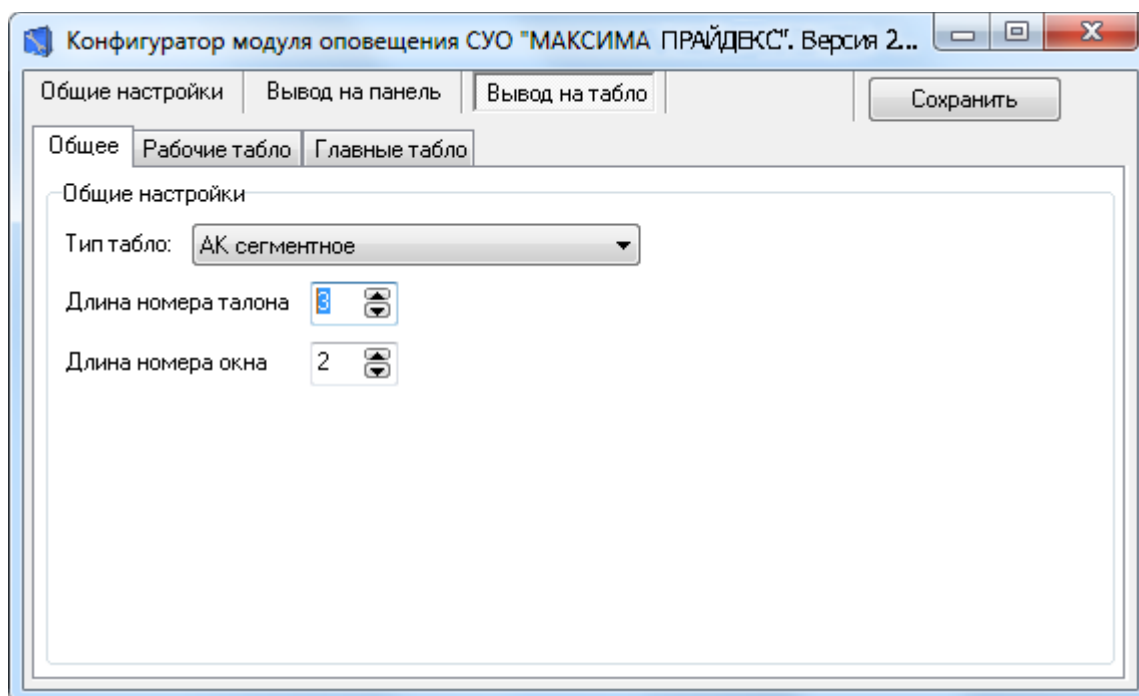 Конфигуратор модуля оповещения СУО "МАКСИМА ПРАЙДЕКС". Версия 2...
Общие настройки Вывод на панель Вывод на табло Сохранить
Общее Рабочие табло Главные табло
Общие настройки
Тип табло: АК сегментное
Длина номера талона 3
Длина номера окна 2